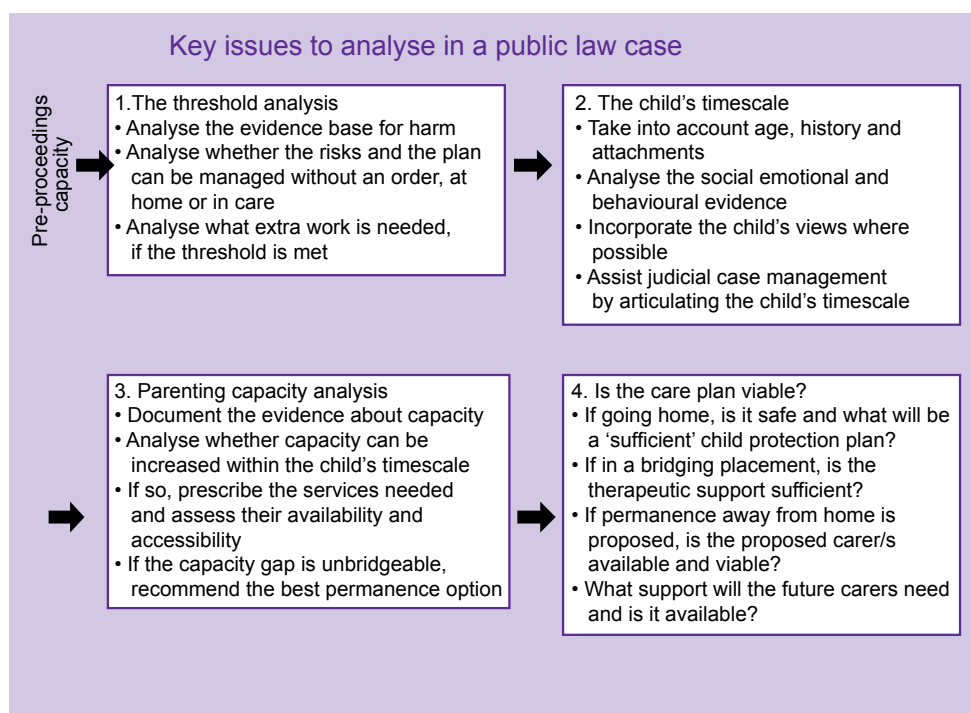 Key issues to analyse in a public law case
Pre-proceedings
capacity
1.The threshold analysis
• Analyse the evidence base for harm
• Analyse whether the risks and the plan
can be managed without an order, at
home or in care
• Analyse what extra work is needed,
if the threshold is met
2. The child’s timescale
• Take into account age, history and
attachments
• Analyse the social emotional and
behavioural evidence
• Incorporate the child’s views where
possible
• Assist judicial case management
by articulating the child’s timescale
3. Parenting capacity analysis
• Document the evidence about capacity
• Analyse whether capacity can be
increased within the child’s timescale
• If so, prescribe the services needed
and assess their availability and
accessibility
• If the capacity gap is unbridgeable,
recommend the best permanence option
4. Is the care plan viable?
• If going home, is it safe and what will be
a ‘sufficient’ child protection plan?
• If in a bridging placement, is the
therapeutic support sufficient?
• If permanence away from home is
proposed, is the proposed carer/s
available and viable?
• What support will the future carers need
and is it available?